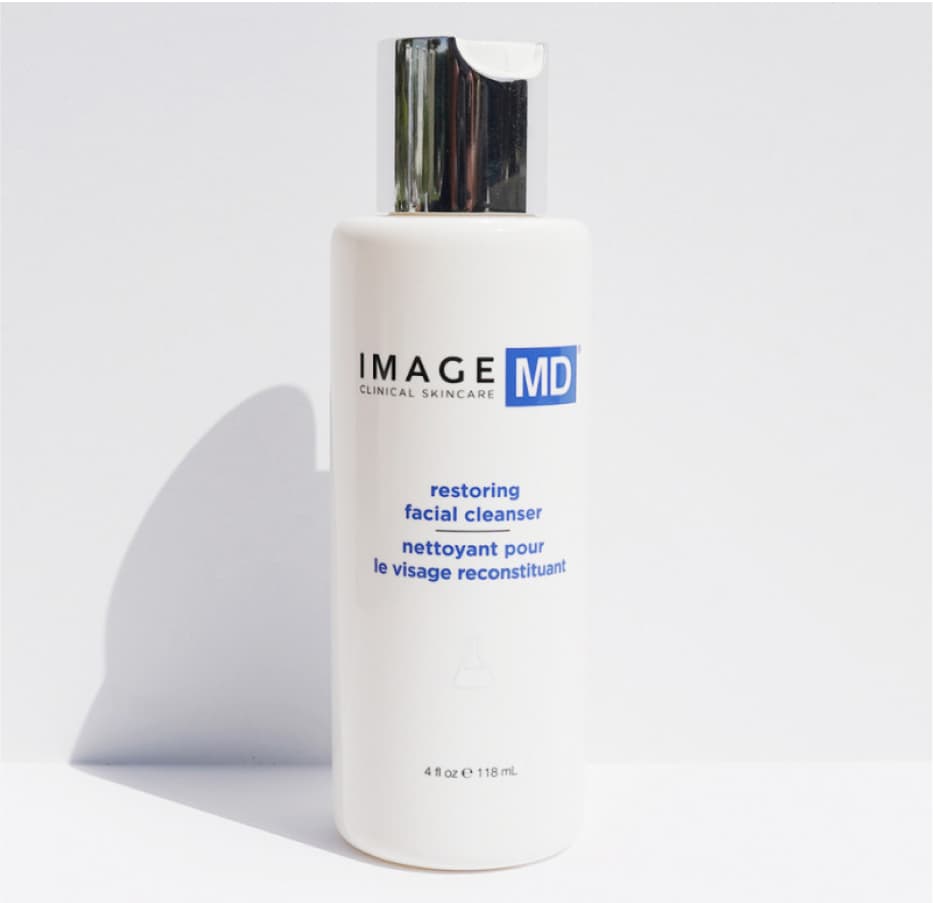 IMAGE MD®
CLINICAL SKINCARE
restoring
facial cleanser
nettoyant pour
le visage reconstituant
4 fl oz ℮ 118 mL